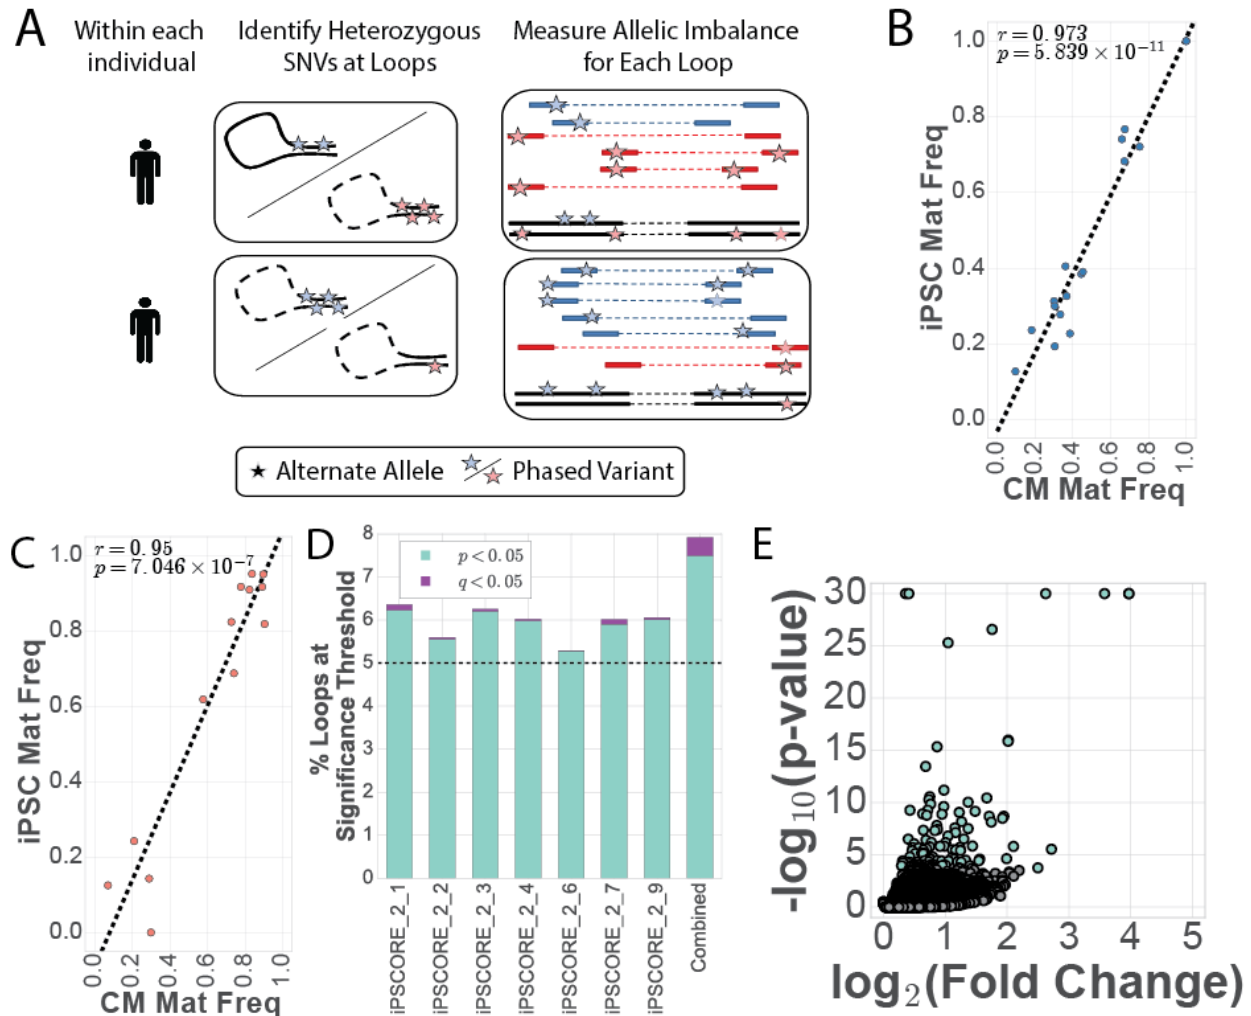 A
Within each
individual
Identify Heterozygous
SNVs at Loops
Measure Allelic Imbalance
for Each Loop
Alternate Allele
Phased Variant
B
r = 0.973
p = 5.839 × 10⁻¹¹
iPSC Mat Freq
1.0
0.8
0.6
0.4
0.2
0.0
0.0
0.2
0.4
0.6
0.8
1.0
CM Mat Freq
C
r = 0.95
p = 7.046 × 10⁻⁷
iPSC Mat Freq
1.0
0.8
0.6
0.4
0.2
0.0
0.0
0.2
0.4
0.6
0.8
1.0
CM Mat Freq
D
% Loops at
Significance Threshold
8
7
6
5
4
3
2
1
0
p < 0.05
q < 0.05
iPSCORE_2_1
iPSCORE_2_2
iPSCORE_2_3
iPSCORE_2_4
iPSCORE_2_6
iPSCORE_2_7
iPSCORE_2_9
Combined
E
-log₁₀(p-value)
30
25
20
15
10
5
0
0
1
2
3
4
5
log₂(Fold Change)